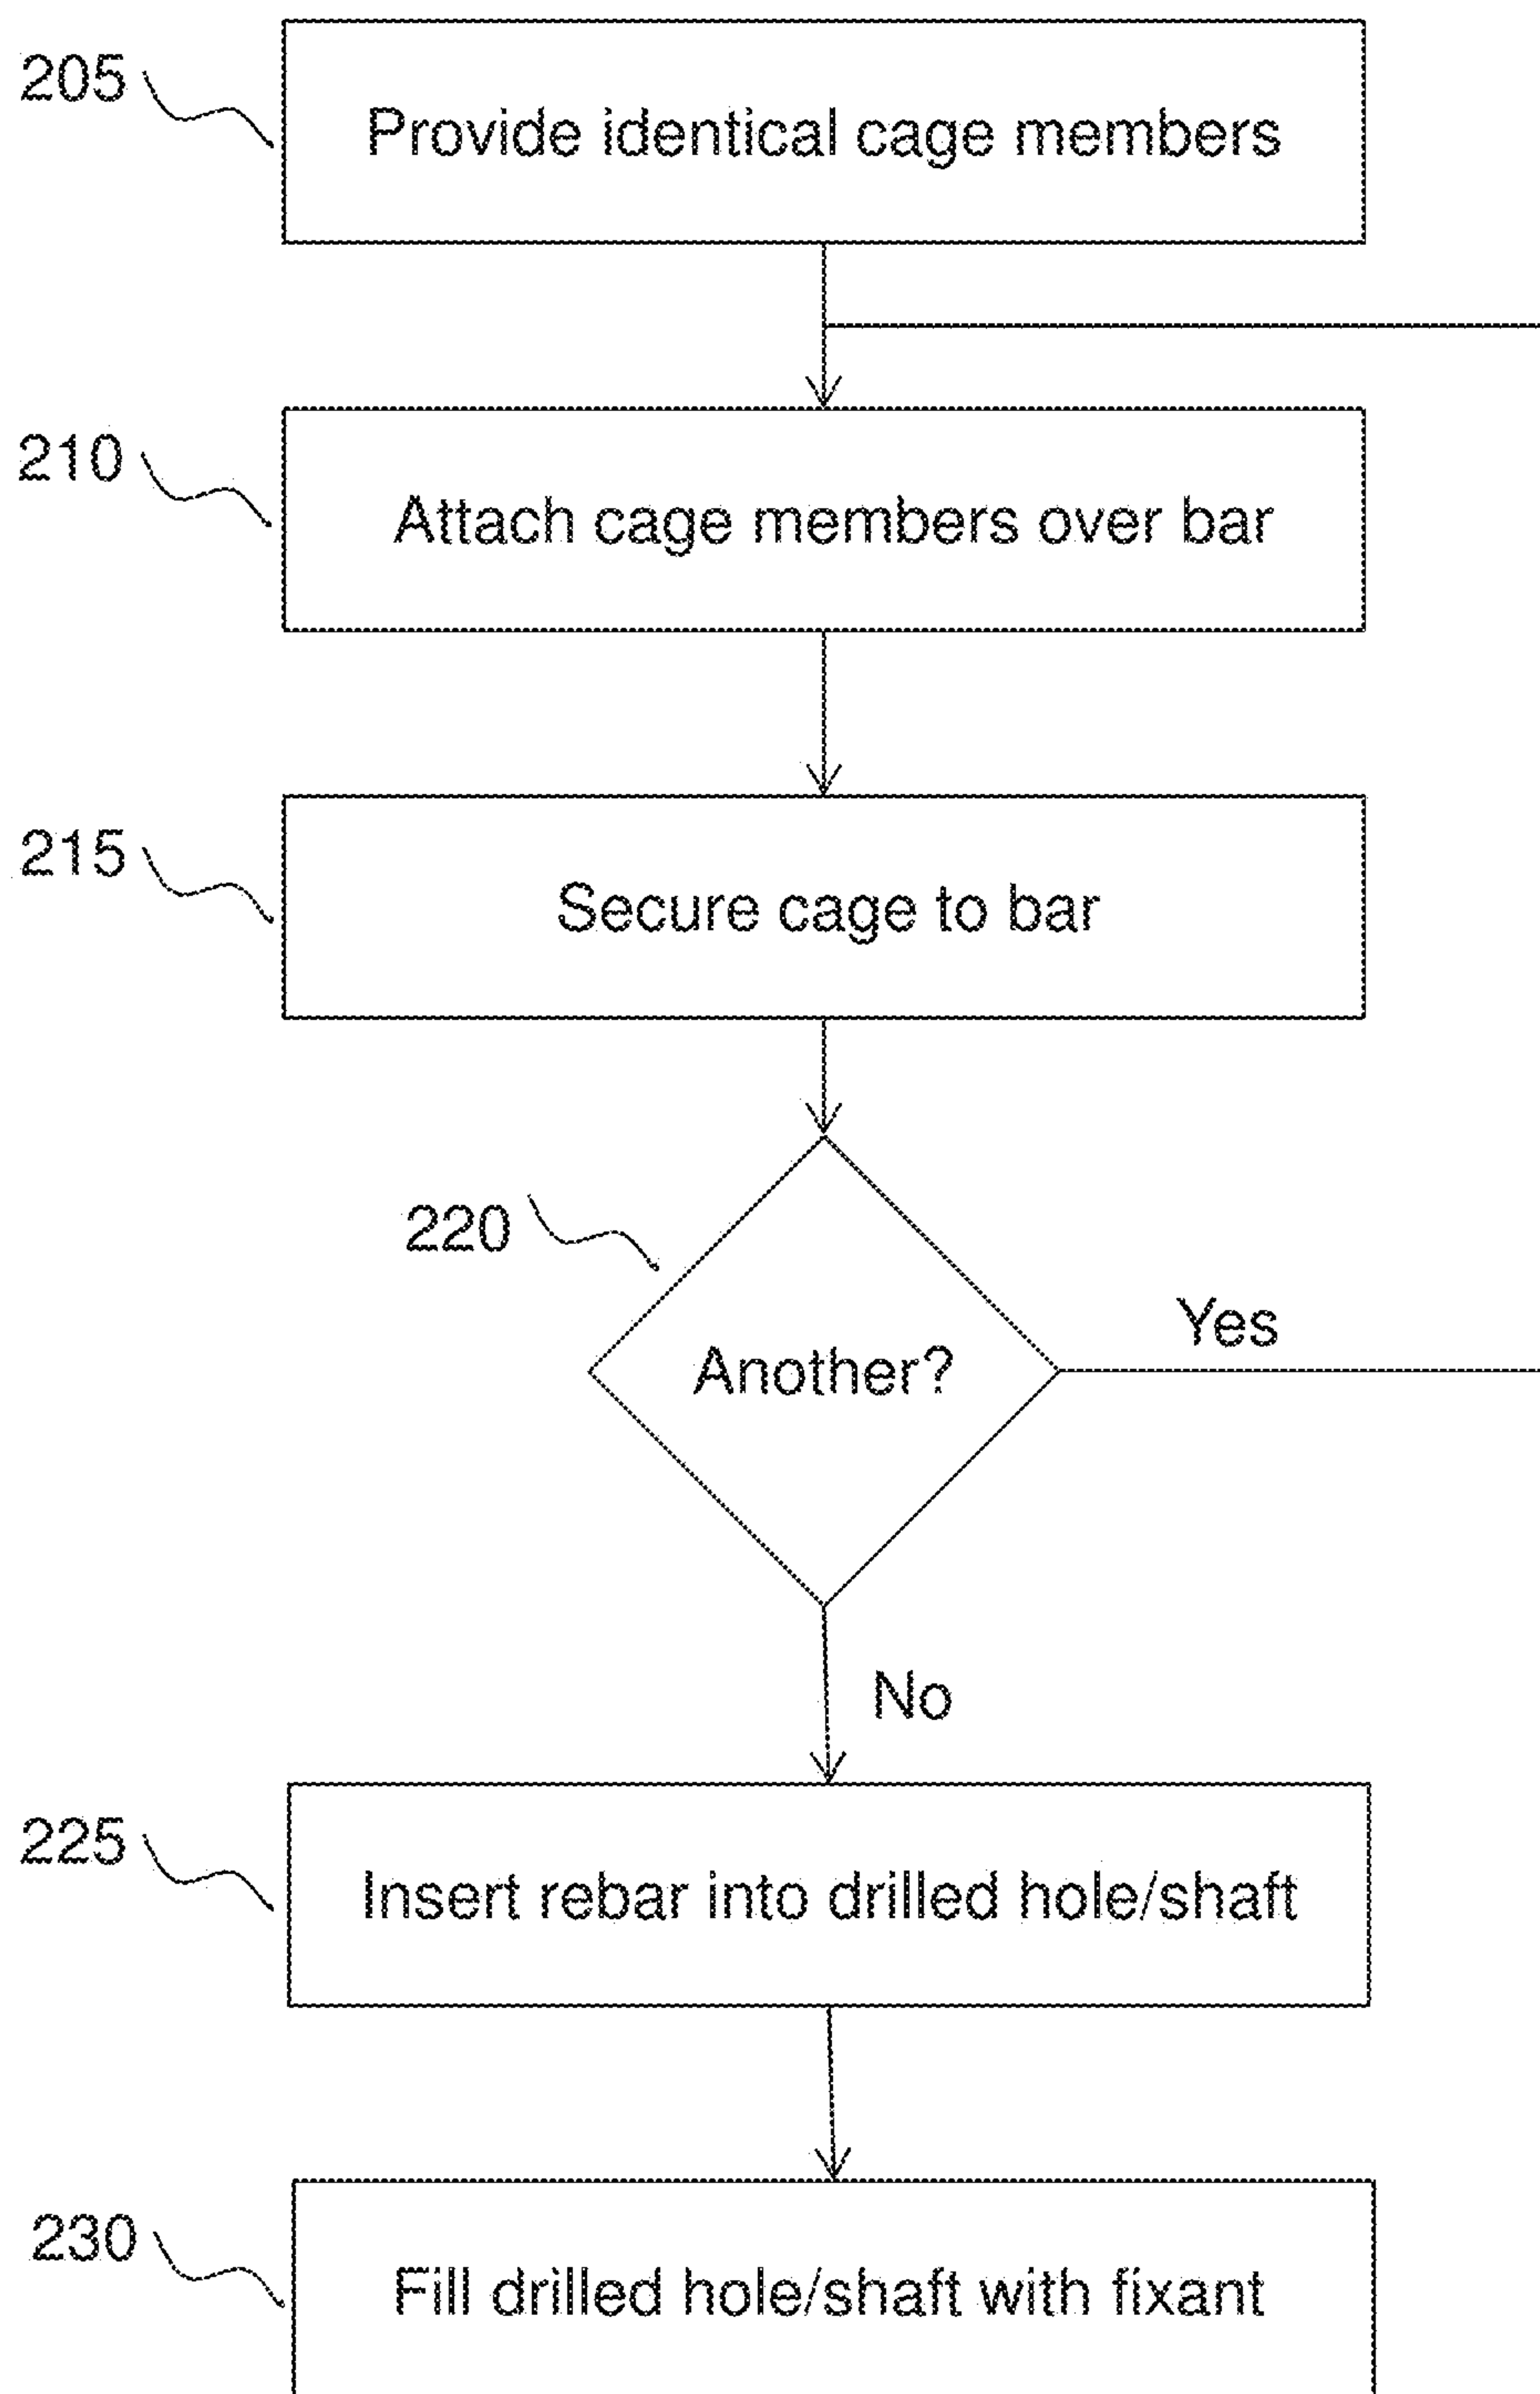 205
Provide identical cage members
210
Attach cage members over bar
215
Secure cage to bar
220
Another?
Yes
No
225
Insert rebar into drilled hole/shaft
230
Fill drilled hole/shaft with fixant